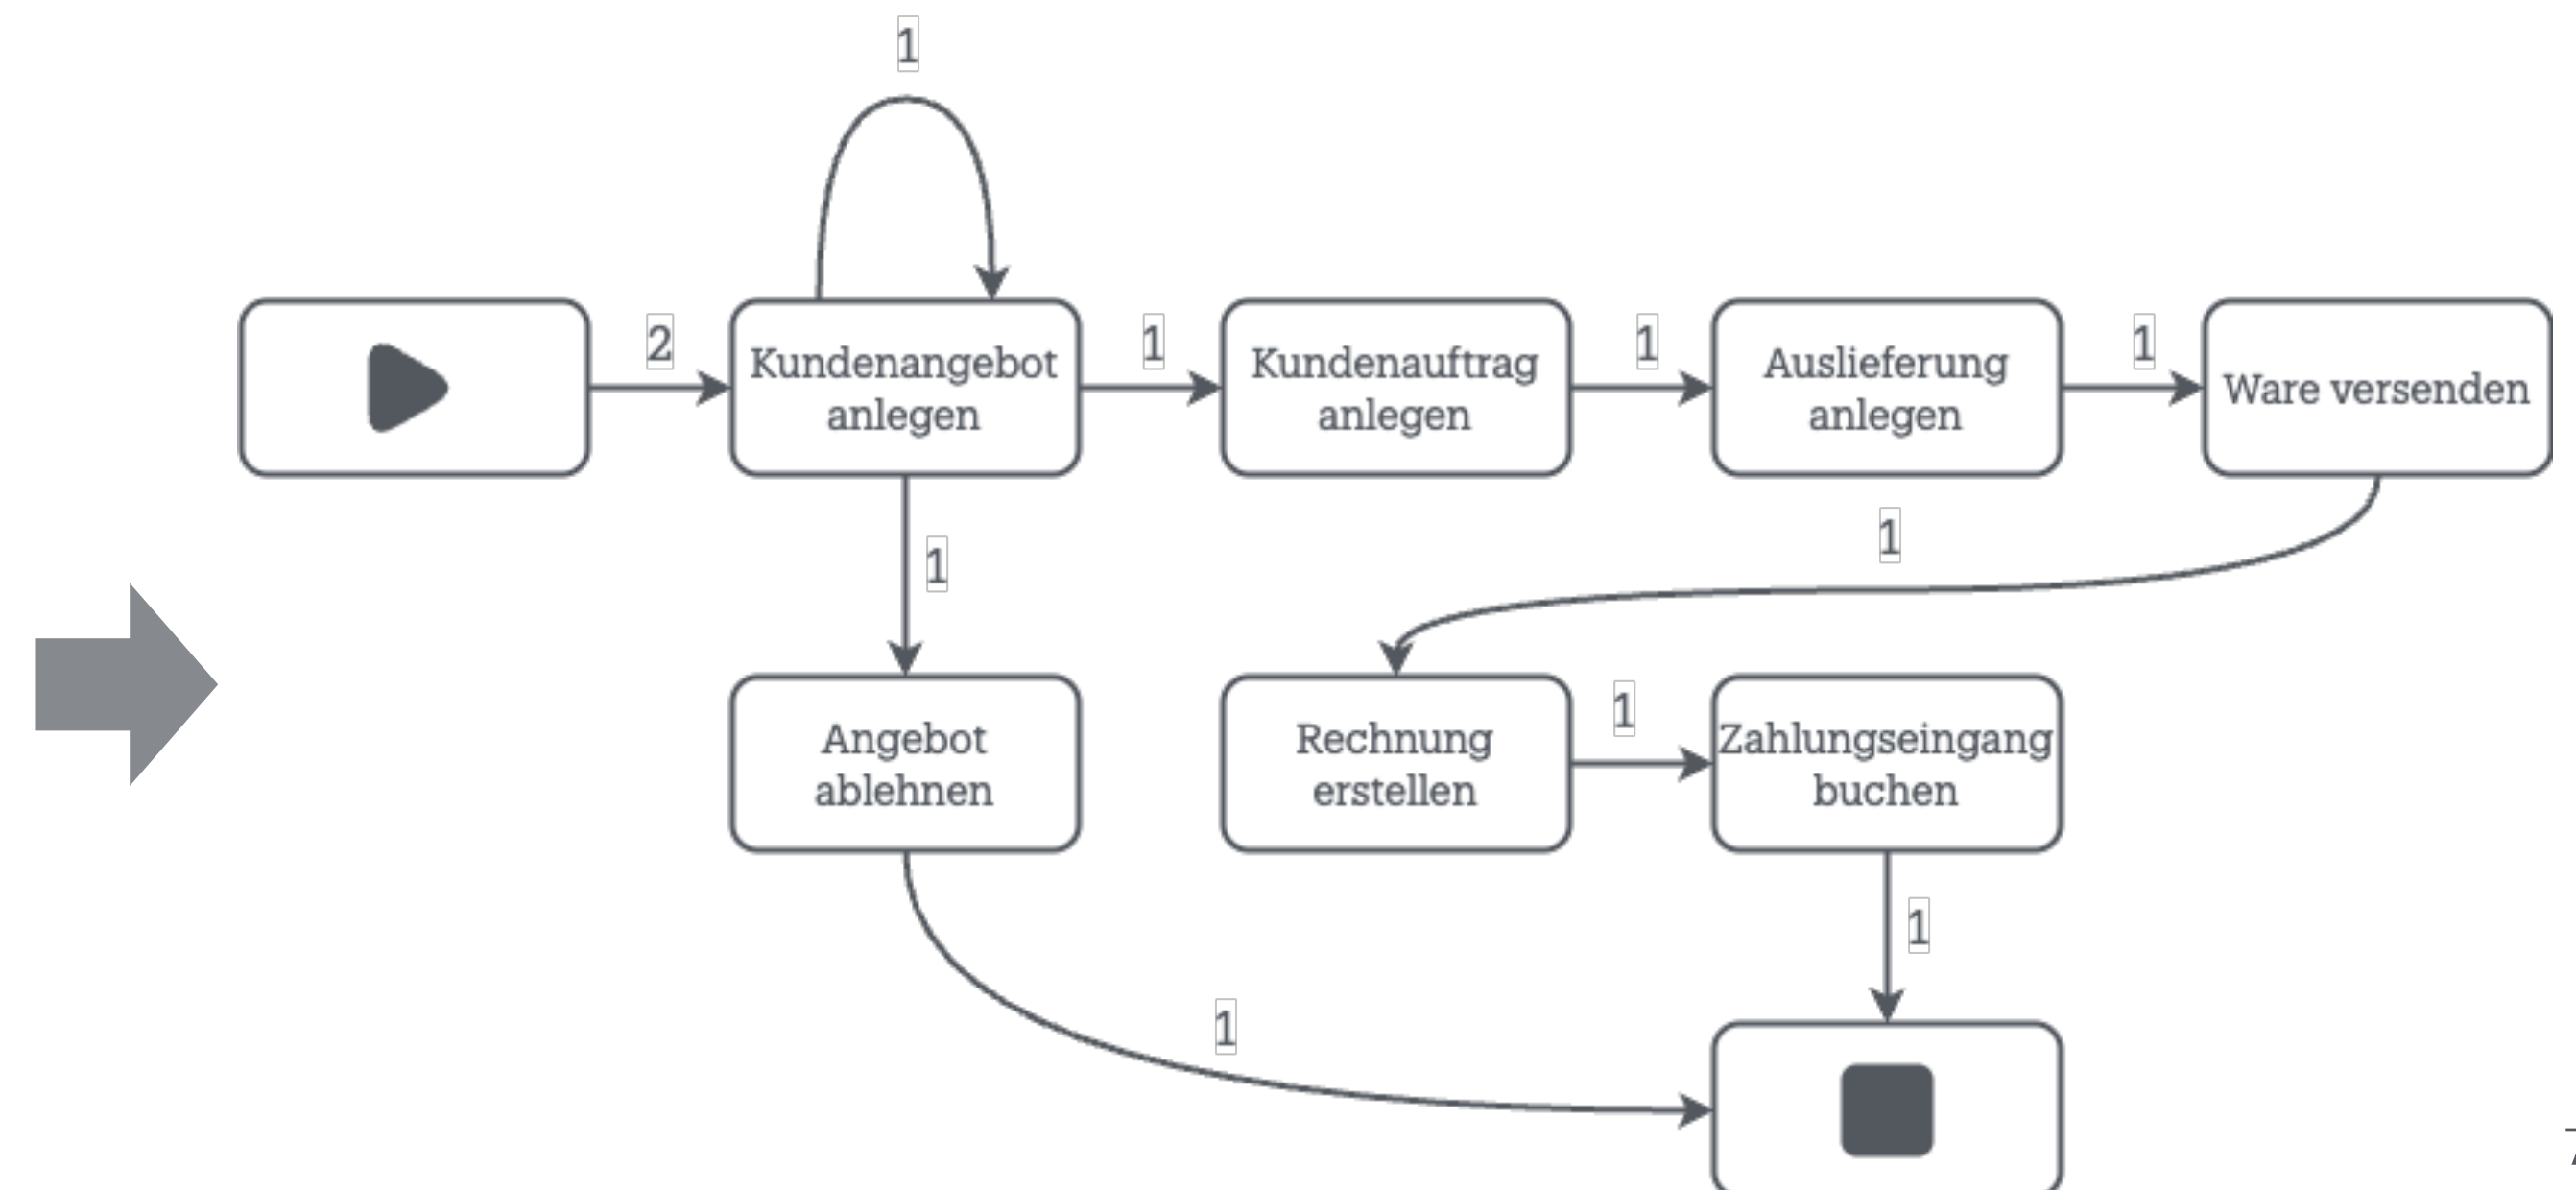 1
2
Kundenangebot
anlegen
1
Kundenauftrag
anlegen
1
Auslieferung
anlegen
1
Ware versenden
1
1
Angebot
ablehnen
Rechnung
erstellen
1
Zahlungseingang
buchen
1
1